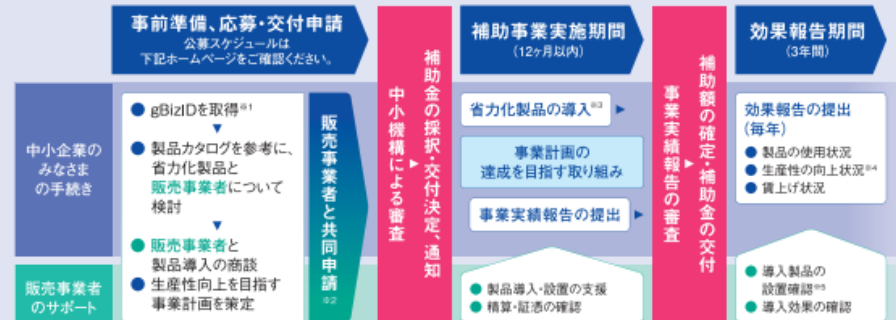 事前準備、応募・交付申請
公募スケジュールは
下記ホームページをご確認ください。
補助事業実施期間
(12ヶ月以内)
効果報告期間
(3年間)
中小企業の
みなさま
の手続き
● gBizIDを取得※1
▼
● 製品カタログを参考に、
省力化製品と
販売事業者について
検討
▼
● 販売事業者と
製品導入の商談
● 生産性向上を目指す
事業計画を策定
販売事業者と共同申請※2
中小機構による審査
▶
補助金の採択・交付決定、通知
省力化製品の導入※3 ▶
事業計画の
達成を目指す取り組み
事業実績報告の提出 ▶
事業実績報告の審査
▶
補助額の確定・補助金の交付
効果報告の提出
(毎年)
● 製品の使用状況
● 生産性の向上状況※4
● 賃上げ状況
販売事業者
のサポート
● 製品導入・設置の支援
● 精算・証憑の確認
● 導入製品の
設置確認※5
● 導入効果の確認